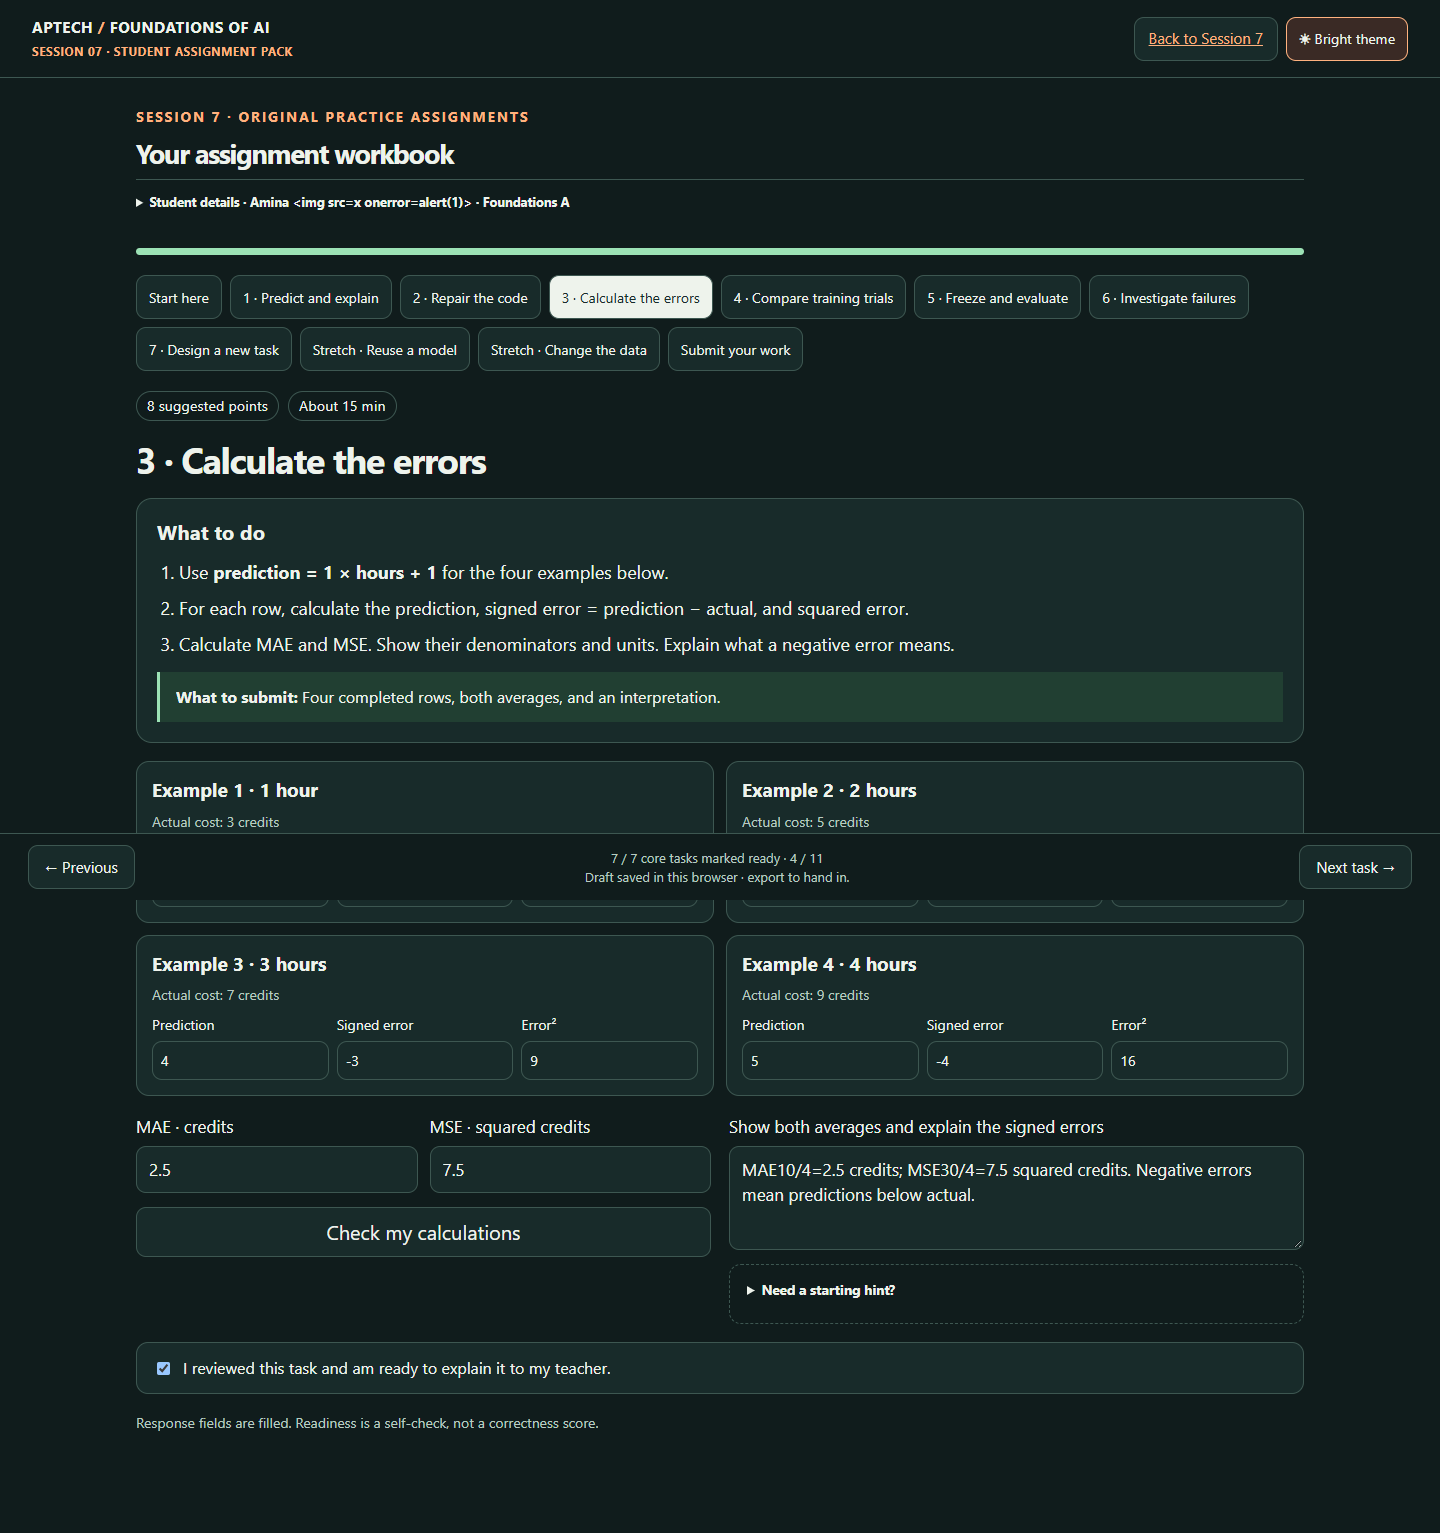 APTECH / FOUNDATIONS OF AI
SESSION 07 · STUDENT ASSIGNMENT PACK
Back to Session 7
☀ Bright theme
SESSION 7 · ORIGINAL PRACTICE ASSIGNMENTS
Your assignment workbook
▶ Student details · Amina <img src=x onerror=alert(1)> · Foundations A
Start here
1 · Predict and explain
2 · Repair the code
3 · Calculate the errors
4 · Compare training trials
5 · Freeze and evaluate
6 · Investigate failures
7 · Design a new task
Stretch · Reuse a model
Stretch · Change the data
Submit your work
8 suggested points
About 15 min
3 · Calculate the errors
What to do
1. Use prediction = 1 × hours + 1 for the four examples below.
2. For each row, calculate the prediction, signed error = prediction − actual, and squared error.
3. Calculate MAE and MSE. Show their denominators and units. Explain what a negative error means.
What to submit: Four completed rows, both averages, and an interpretation.
Example 1 · 1 hour
Actual cost: 3 credits
Example 2 · 2 hours
Actual cost: 5 credits
← Previous
7 / 7 core tasks marked ready · 4 / 11
Draft saved in this browser · export to hand in.
Next task →
Example 3 · 3 hours
Actual cost: 7 credits
Prediction Signed error Error²
4 -3 9
Example 4 · 4 hours
Actual cost: 9 credits
Prediction Signed error Error²
5 -4 16
MAE · credits
2.5
MSE · squared credits
7.5
Check my calculations
Show both averages and explain the signed errors
MAE10/4=2.5 credits; MSE30/4=7.5 squared credits. Negative errors
mean predictions below actual.
▶ Need a starting hint?
I reviewed this task and am ready to explain it to my teacher.
Response fields are filled. Readiness is a self-check, not a correctness score.